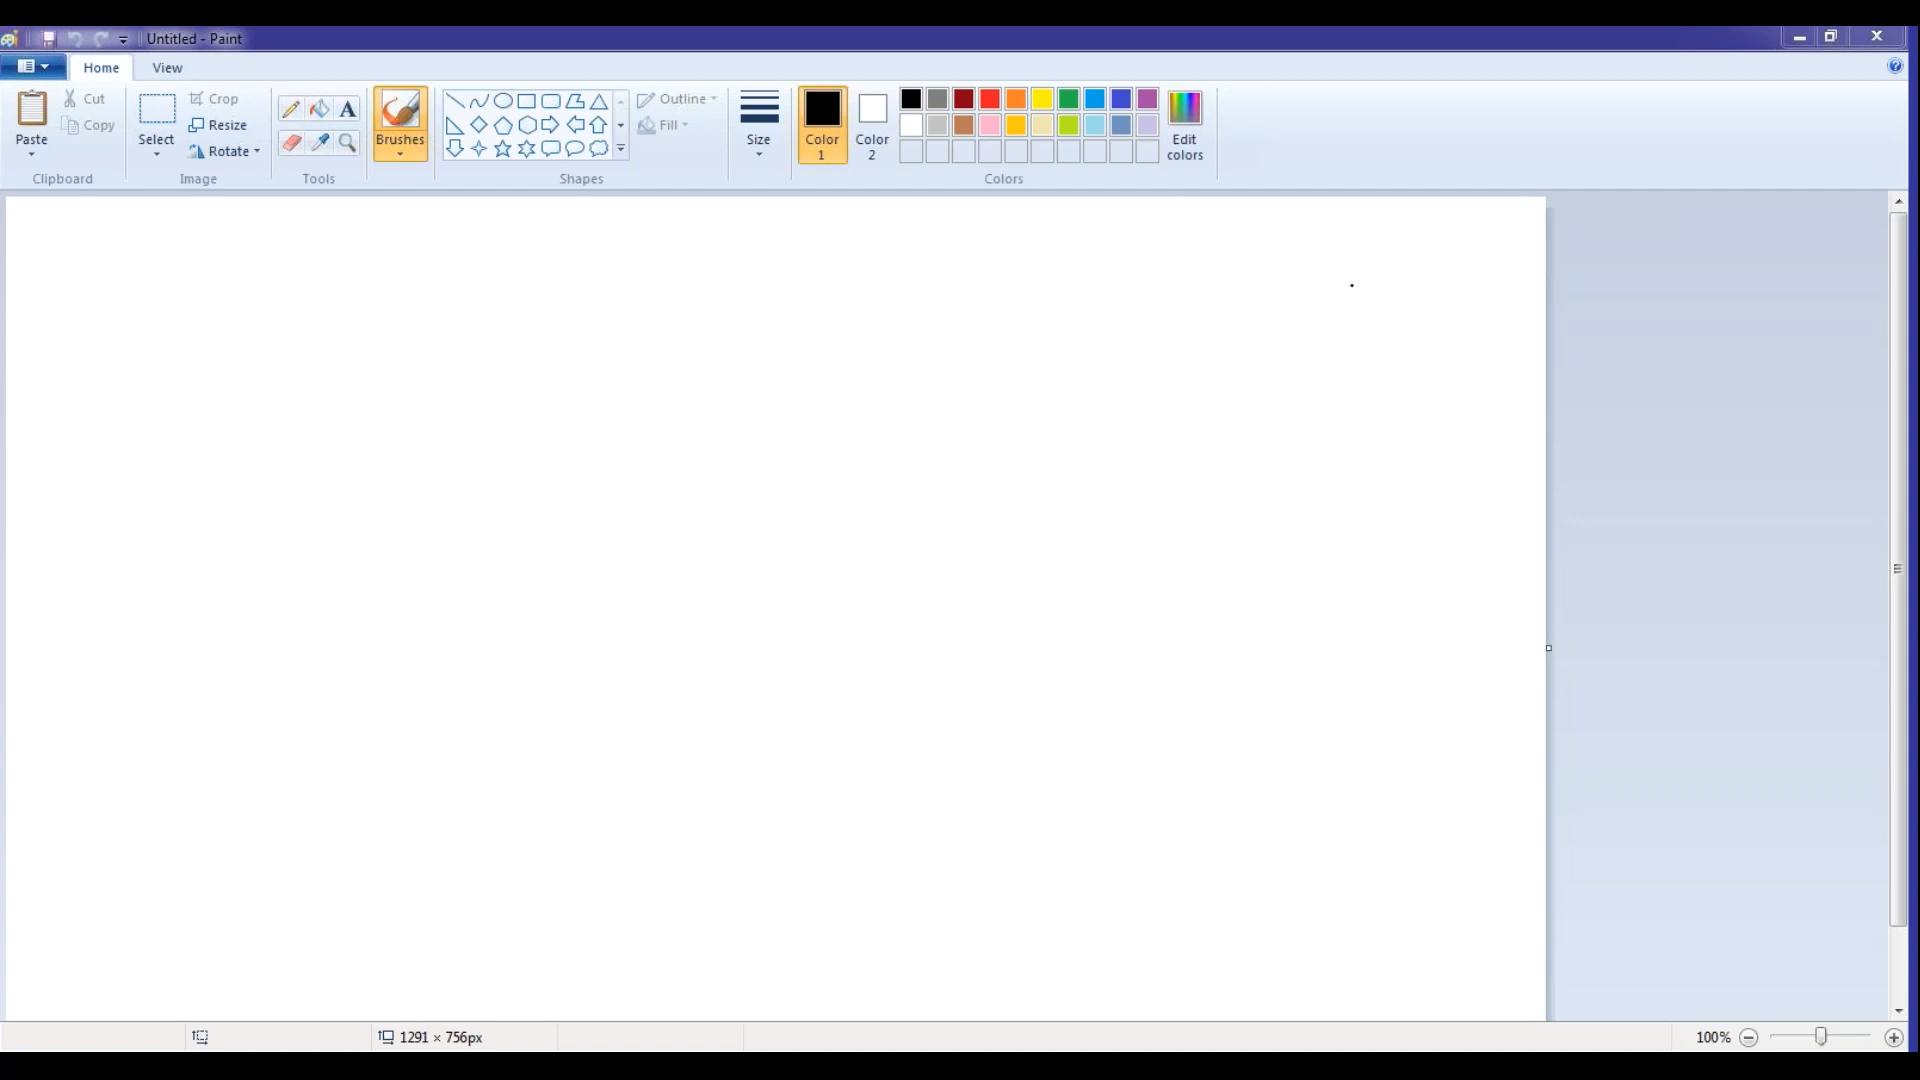 Untitled - Paint
Home View
Cut
Copy
Paste
Clipboard
Select
Crop
Resize
Rotate
Image
A
Tools
Brushes
Outline
Fill
Shapes
Size
Color 1
Color 2
Edit colors
Colors
1291 × 756px
100%